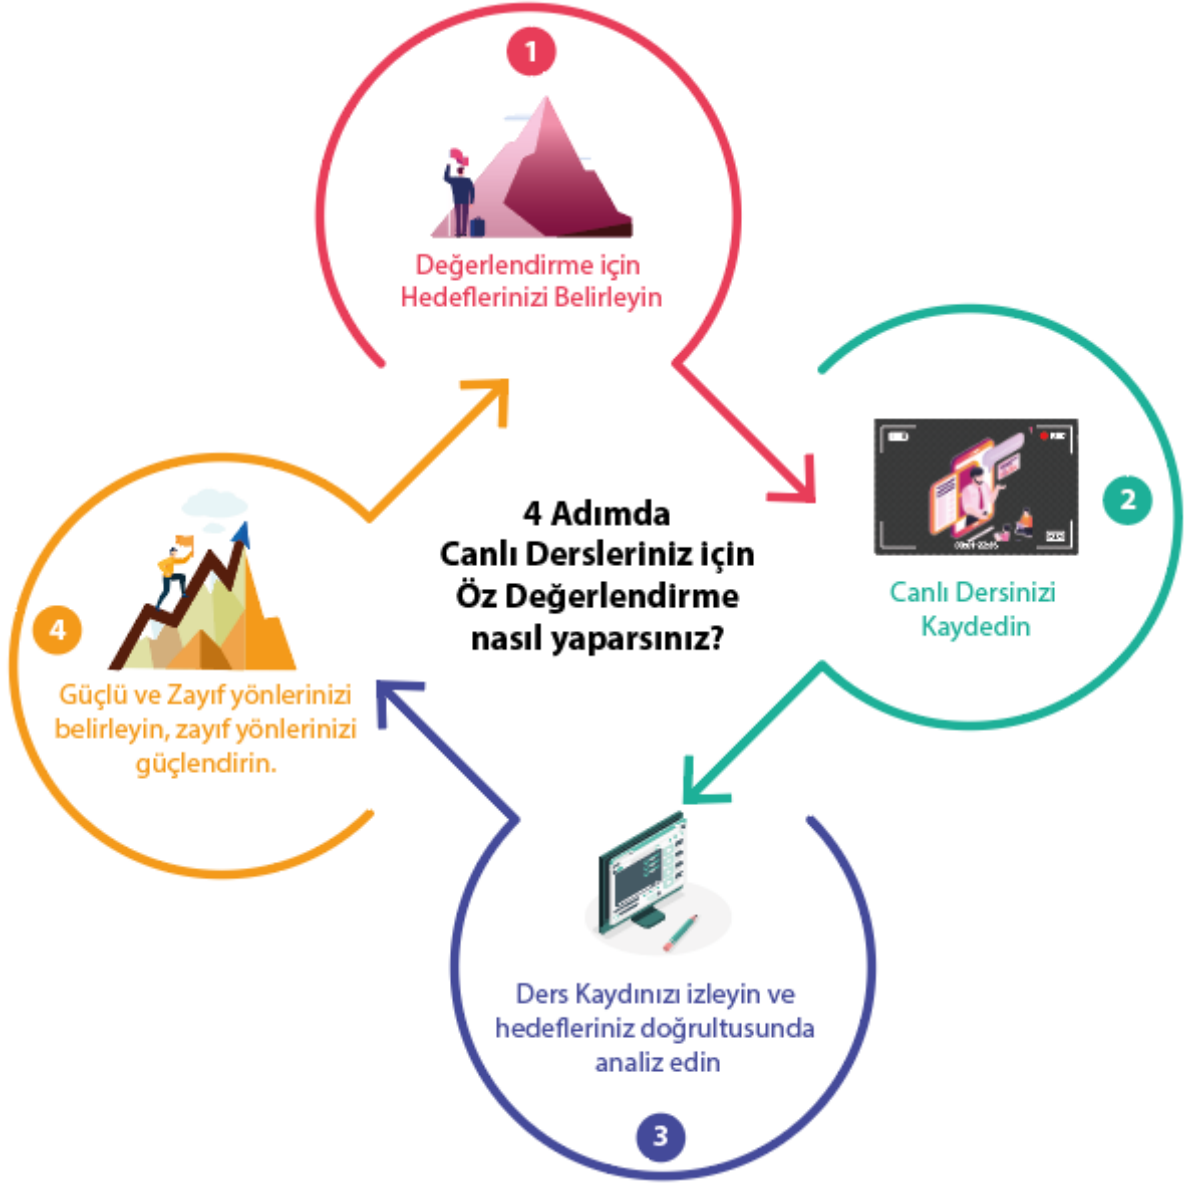 1
Değerlendirme için
Hedeflerinizi Belirleyin
REC
2
Canlı Dersinizi
Kaydedin
4 Adımda
Canlı Dersleriniz için
Öz Değerlendirme
nasıl yaparsınız?
4
Güçlü ve Zayıf yönlerinizi
belirleyin, zayıf yönlerinizi
güçlendirin.
Ders Kaydınızı izleyin ve
hedefleriniz doğrultusunda
analiz edin
3